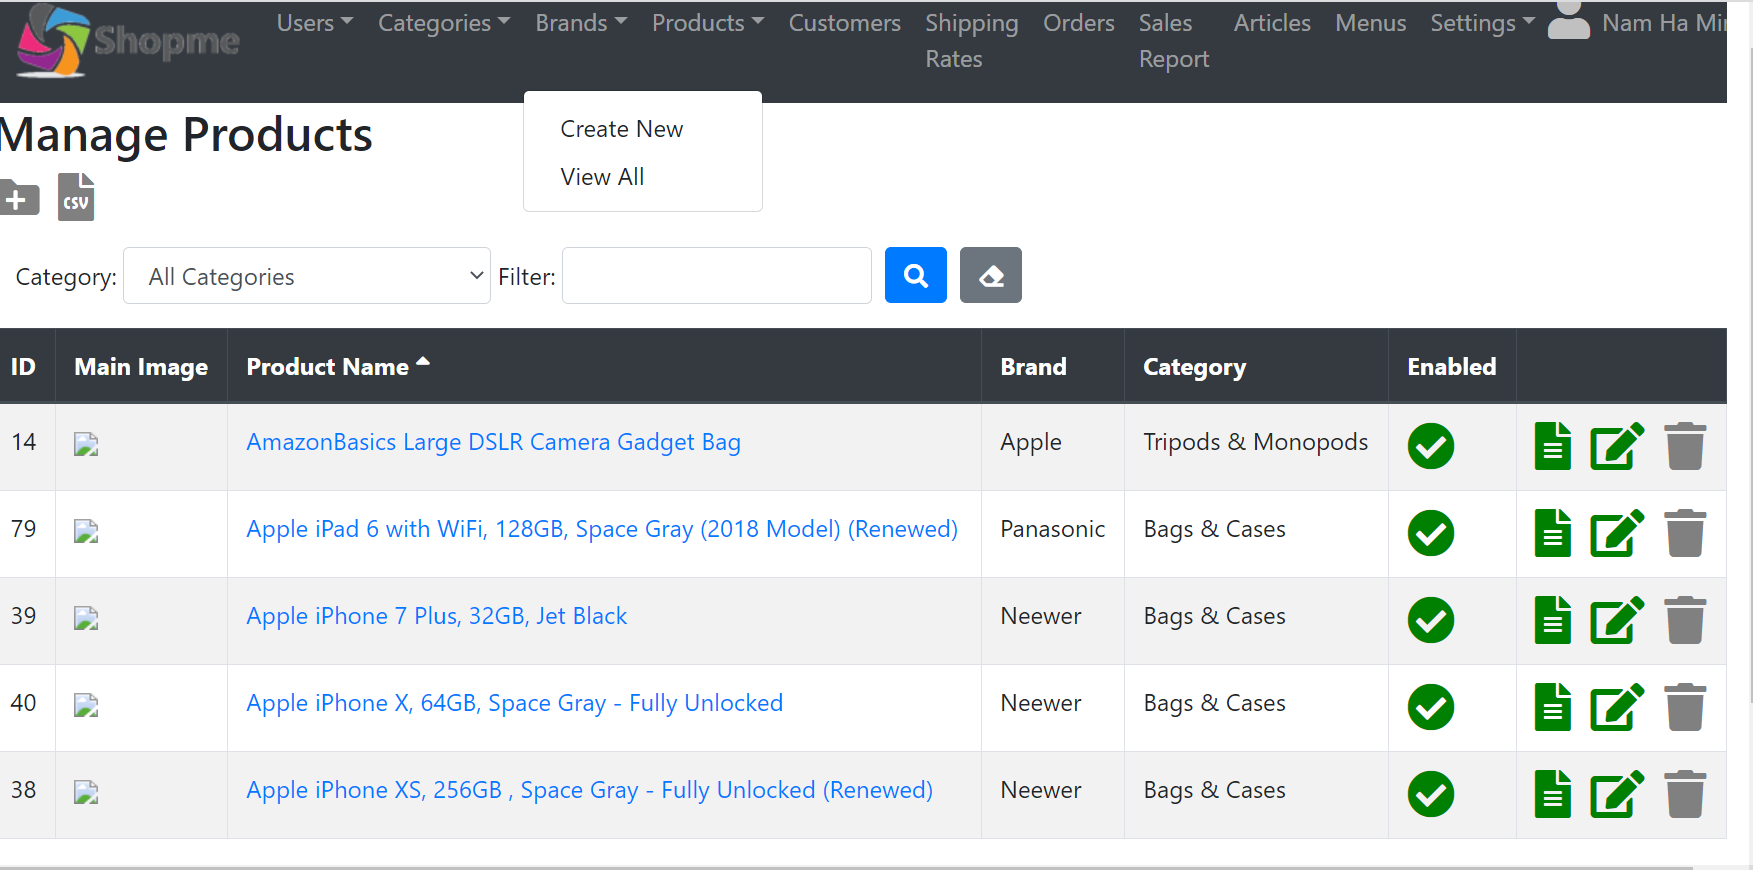 Shopme Users Categories Brands Products Customers Shipping Rates Orders Sales Report Articles Menus Settings Nam Ha
Manage Products
Create New
View All
CSV
Category: All Categories Filter:
ID Main Image Product Name Brand Category Enabled
14 AmazonBasics Large DSLR Camera Gadget Bag Apple Tripods & Monopods
79 Apple iPad 6 with WiFi, 128GB, Space Gray (2018 Model) (Renewed) Panasonic Bags & Cases
39 Apple iPhone 7 Plus, 32GB, Jet Black Neewer Bags & Cases
40 Apple iPhone X, 64GB, Space Gray - Fully Unlocked Neewer Bags & Cases
38 Apple iPhone XS, 256GB , Space Gray - Fully Unlocked (Renewed) Neewer Bags & Cases